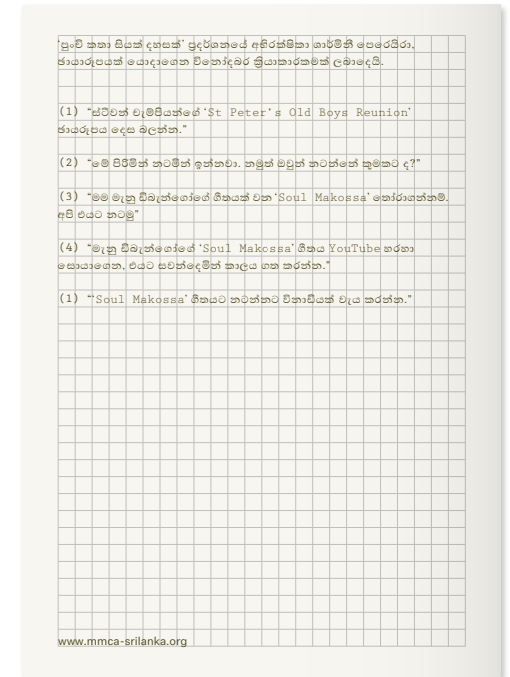 ‘පුංචි කතා සියක් දහසක්’ ප්‍රදර්ශනයේ අභිරක්ෂිකා ශාර්මිනී පෙරෙයිරා,
ඡායාරූපයක් යොදාගෙන විනෝදබර ක්‍රියාකාරකමක් ලබාදෙයි.
(1) “ස්ටීවන් චැම්පියන්ගේ ‘St Peter's Old Boys Reunion’
ඡායාරූපය දෙස බලන්න.”
(2) “මේ පිරිමින් නටමින් ඉන්නවා. නමුත් ඔවුන් නටන්නේ කුමකට ද?”
(3) “මම මැනු ඩිබැන්ගෝගේ ගීතයක් වන ‘Soul Makossa’ තෝරාගන්නම්.
අපි එයට නටමු”
(4) “මැනු ඩිබැන්ගෝගේ ‘Soul Makossa’ ගීතය YouTube හරහා
සොයාගෙන, එයට සවන්දෙමින් කාලය ගත කරන්න.”
(1) “‘Soul Makossa’ ගීතයට නටන්නට විනාඩියක් වැය කරන්න.”
www.mmca-srilanka.org